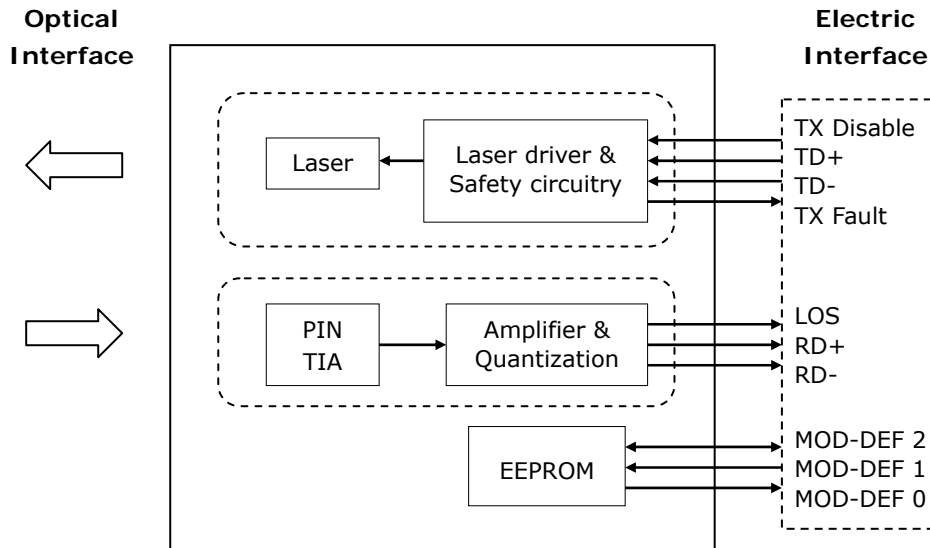 Optical
Interface
Electric
Interface
Laser
Laser driver &
Safety circuitry
TX Disable
TD+
TD-
TX Fault
PIN
TIA
Amplifier &
Quantization
LOS
RD+
RD-
EEPROM
MOD-DEF 2
MOD-DEF 1
MOD-DEF 0